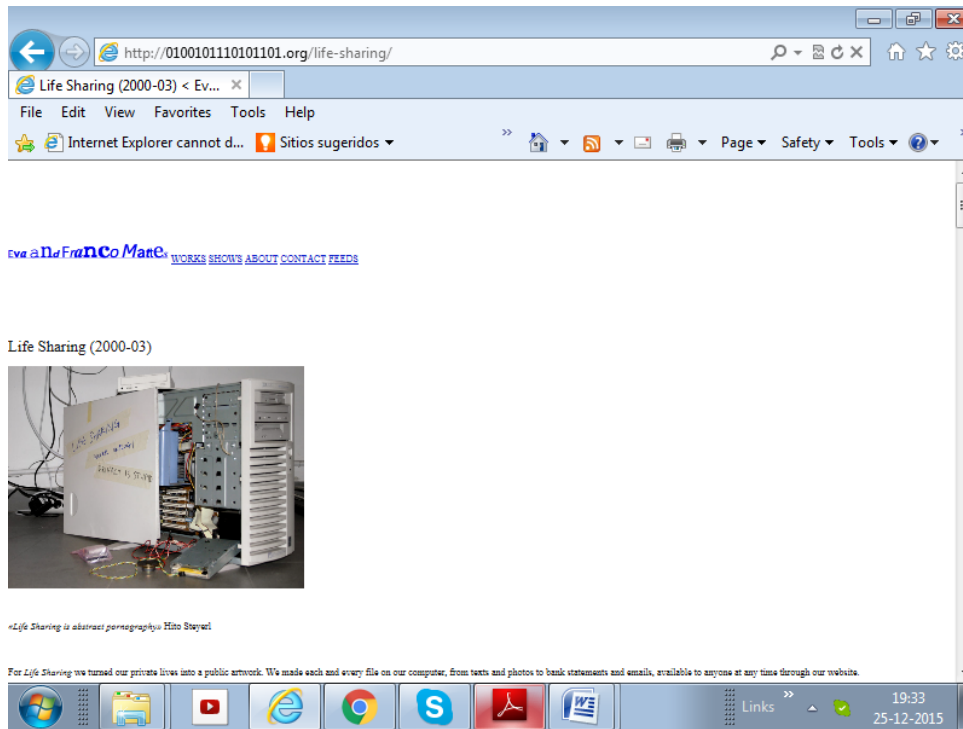 http://0100101110101101.org/life-sharing/
Life Sharing (2000-03) < Ev...
File Edit View Favorites Tools Help
Internet Explorer cannot d... Sitios sugeridos Page Safety Tools
Eva and Franco Mattes WORKS SHOWS ABOUT CONTACT FEEDS
Life Sharing (2000-03)
LIFE SHARING
«Life Sharing is abstract pornography» Hito Steyerl
For Life Sharing we turned our private lives into a public artwork. We made each and every file on our computer, from texts and photos to bank statements and emails, available to anyone at any time through our website.
Links 19:33
25-12-2015